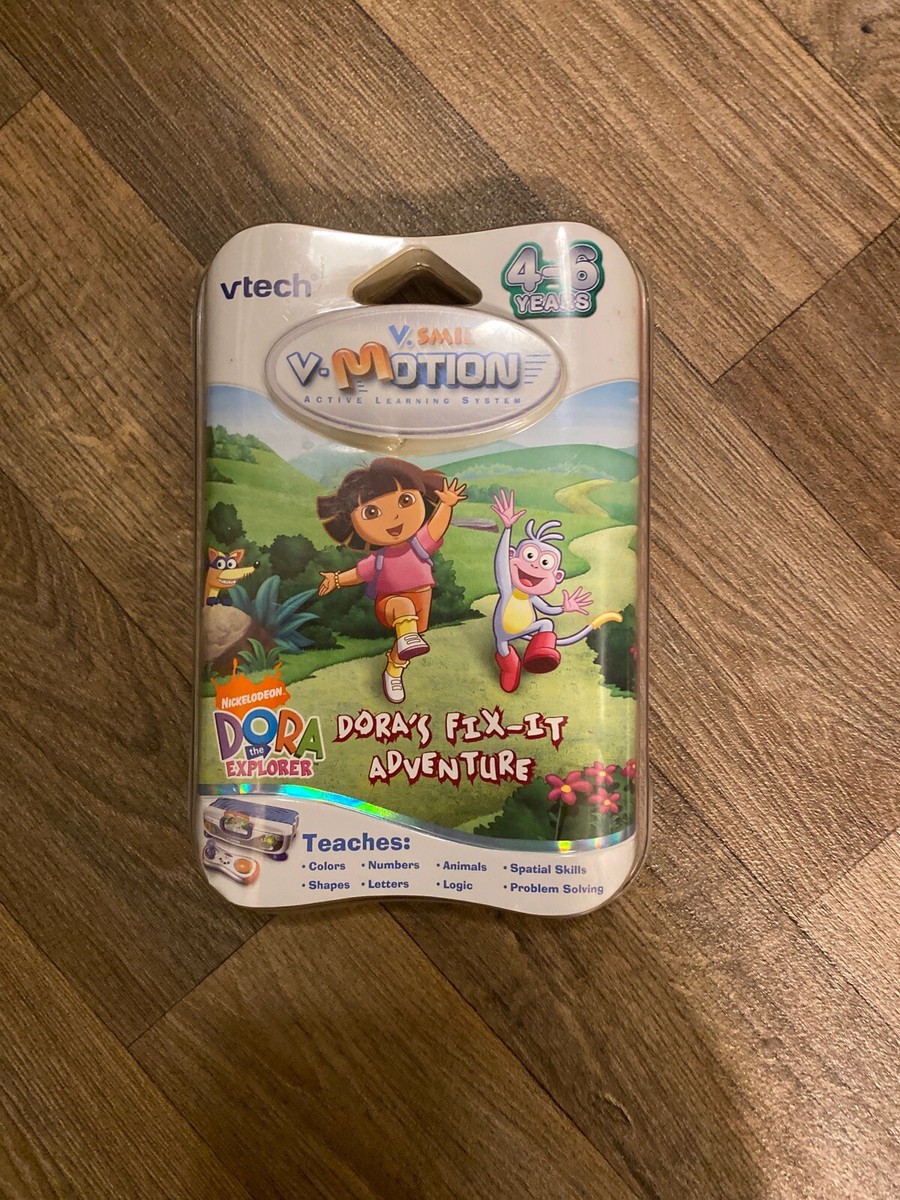 vtech®
4-6
YEARS
V.SMILE
V-MOTION
ACTIVE LEARNING SYSTEM
NICKELODEON
DORA
the
EXPLORER
DORA'S FIX-IT
ADVENTURE
Teaches:
• Colors • Numbers • Animals • Spatial Skills
• Shapes • Letters • Logic • Problem Solving